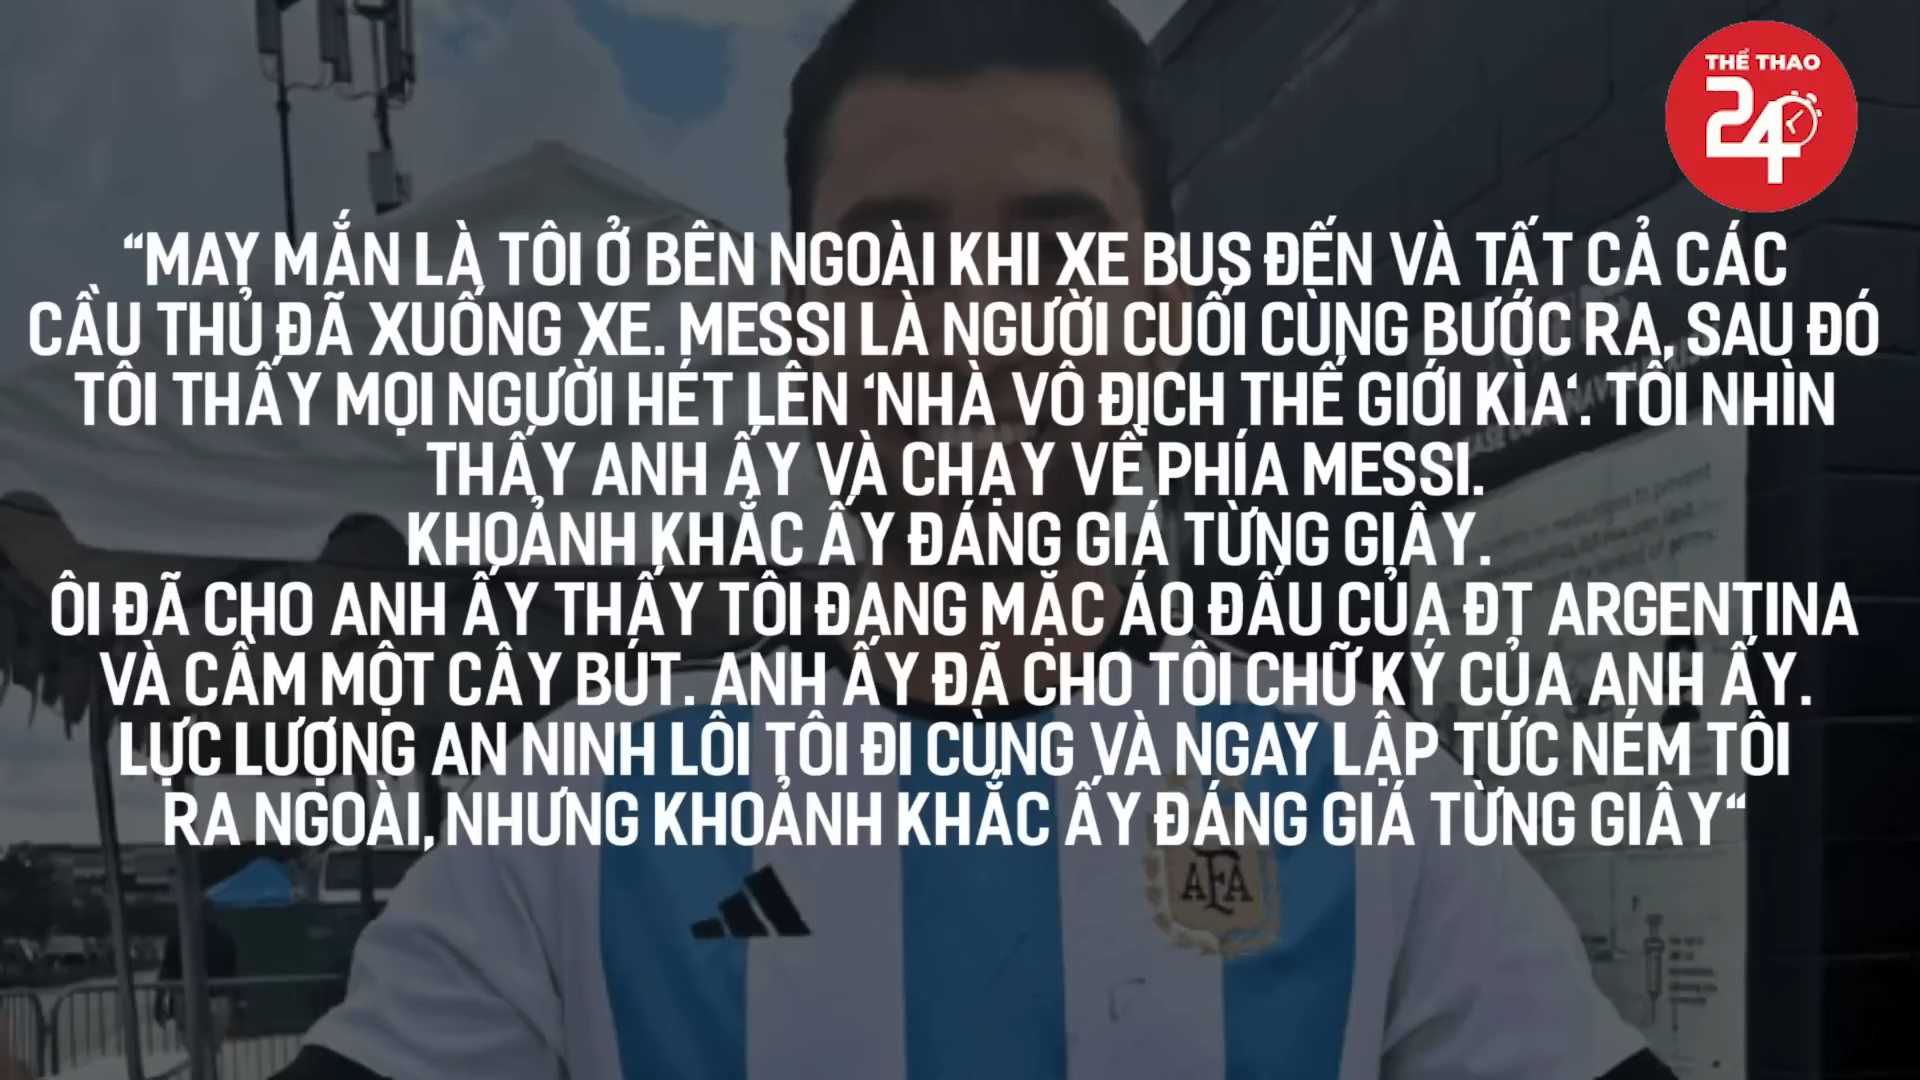 THỂ THAO
24
“MAY MẮN LÀ TÔI Ở BÊN NGOÀI KHI XE BUS ĐẾN VÀ TẤT CẢ CÁC
CẦU THỦ ĐÃ XUỐNG XE. MESSI LÀ NGƯỜI CUỐI CÙNG BƯỚC RA, SAU ĐÓ
TÔI THẤY MỌI NGƯỜI HÉT LÊN ‘NHÀ VÔ ĐỊCH THẾ GIỚI KÌA‘. TÔI NHÌN
THẤY ANH ẤY VÀ CHẠY VỀ PHÍA MESSI.
KHOẢNH KHẮC ẤY ĐÁNG GIÁ TỪNG GIÂY.
ÔI ĐÃ CHO ANH ẤY THẤY TÔI ĐANG MẶC ÁO ĐẤU CỦA ĐT ARGENTINA
VÀ CẦM MỘT CÂY BÚT. ANH ẤY ĐÃ CHO TÔI CHỮ KÝ CỦA ANH ẤY.
LỰC LƯỢNG AN NINH LÔI TÔI ĐI CÙNG VÀ NGAY LẬP TỨC NÉM TÔI
RA NGOÀI, NHƯNG KHOẢNH KHẮC ẤY ĐÁNG GIÁ TỪNG GIÂY“
AFA